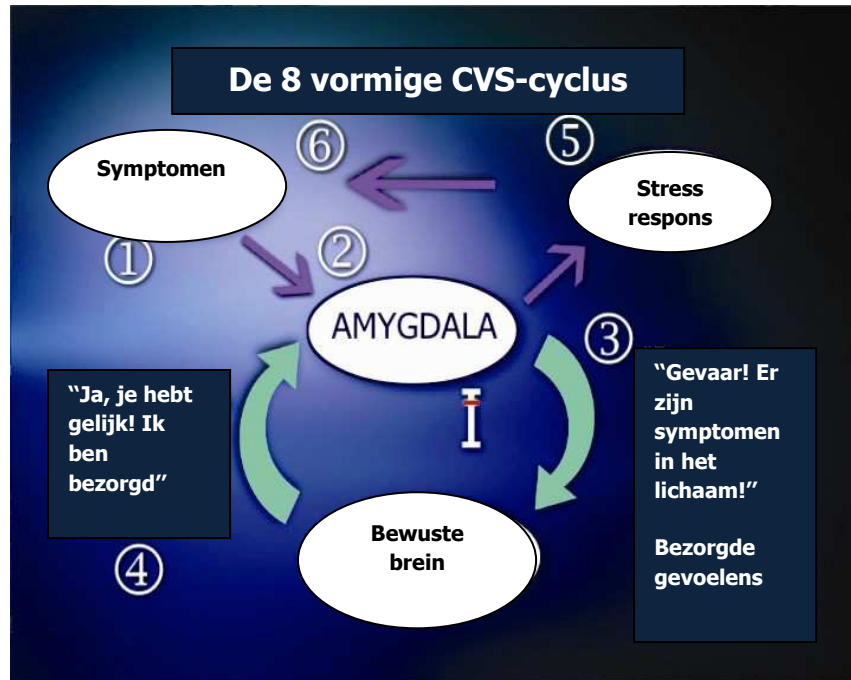 De 8 vormige CVS-cyclus
⑥
⑤
Symptomen
Stress
respons
①
②
AMYGDALA
③
"Ja, je hebt
gelijk! Ik
ben
bezorgd"
"Gevaar! Er
zijn
symptomen
in het
lichaam!"
Bezorgde
gevoelens
Bewuste
brein
④